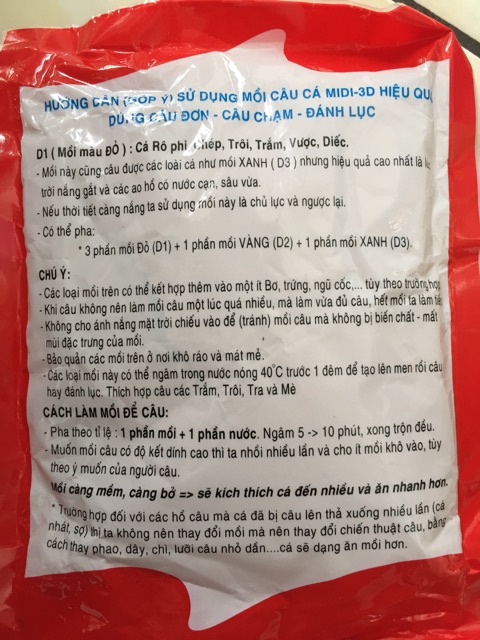 HƯỚNG DẪN (GÓP Ý) SỬ DỤNG MỒI CÂU CÁ MIDI-3D HIỆU QU
DÙNG CÂU ĐƠN - CÂU CHẠM - ĐÁNH LỤC
D1 ( Mồi màu ĐỎ ) : Cá Rô phi, Chép, Trôi, Trắm, Vược, Diếc.
- Mồi này cũng câu được các loài cá như mồi XANH ( D3 ) nhưng hiệu quả cao nhất là
trời nắng gắt và các ao hồ có nước cạn, sâu vừa.
- Nếu thời tiết càng nắng ta sử dụng mồi này là chủ lực và ngược lại.
- Có thể pha:
* 3 phần mồi Đỏ (D1) + 1 phần mồi VÀNG (D2) + 1 phần mồi XANH (D3).
CHÚ Ý:
- Các loại mồi trên có thể kết hợp thêm vào một ít Bơ, trứng, ngũ cốc,... tùy theo trường hợp
- Khi câu không nên làm mồi câu một lúc quá nhiều, mà làm vừa đủ câu, hết mồi ta làm
- Không cho ánh nắng mặt trời chiếu vào để (tránh) mồi câu mà không bị biến chất - mất
mùi đặc trưng của mồi.
- Bảo quản các mồi trên ở nơi khô ráo và mát mẽ.
- Các loại mồi này có thể ngâm trong nước nóng 40°C trước 1 đêm để tạo lên men rồi câu
hay đánh lục. Thích hợp câu các Trắm, Trôi, Tra và Mè
CÁCH LÀM MỒI ĐỂ CÂU:
- Pha theo tỉ lệ : 1 phần mồi + 1 phần nước. Ngâm 5 -> 10 phút, xong trộn đều.
- Muốn mồi câu có độ kết dính cao thì ta nhồi nhiều lần và cho ít mồi khô vào, tùy
theo ý muốn của người câu.
Mồi càng mềm, càng bở => sẽ kích thích cá đến nhiều và ăn nhanh hơn.
* Trường hợp đối với các hồ câu mà cá đã bị câu lên thả xuống nhiều lần (cá
nhát, sợ) thì ta không nên thay đổi mồi mà nên thay đổi chiến thuật câu, bằng
cách thay phao, dây, chì, lưỡi câu nhỏ dần....cá sẽ dạng ăn mồi hơn.